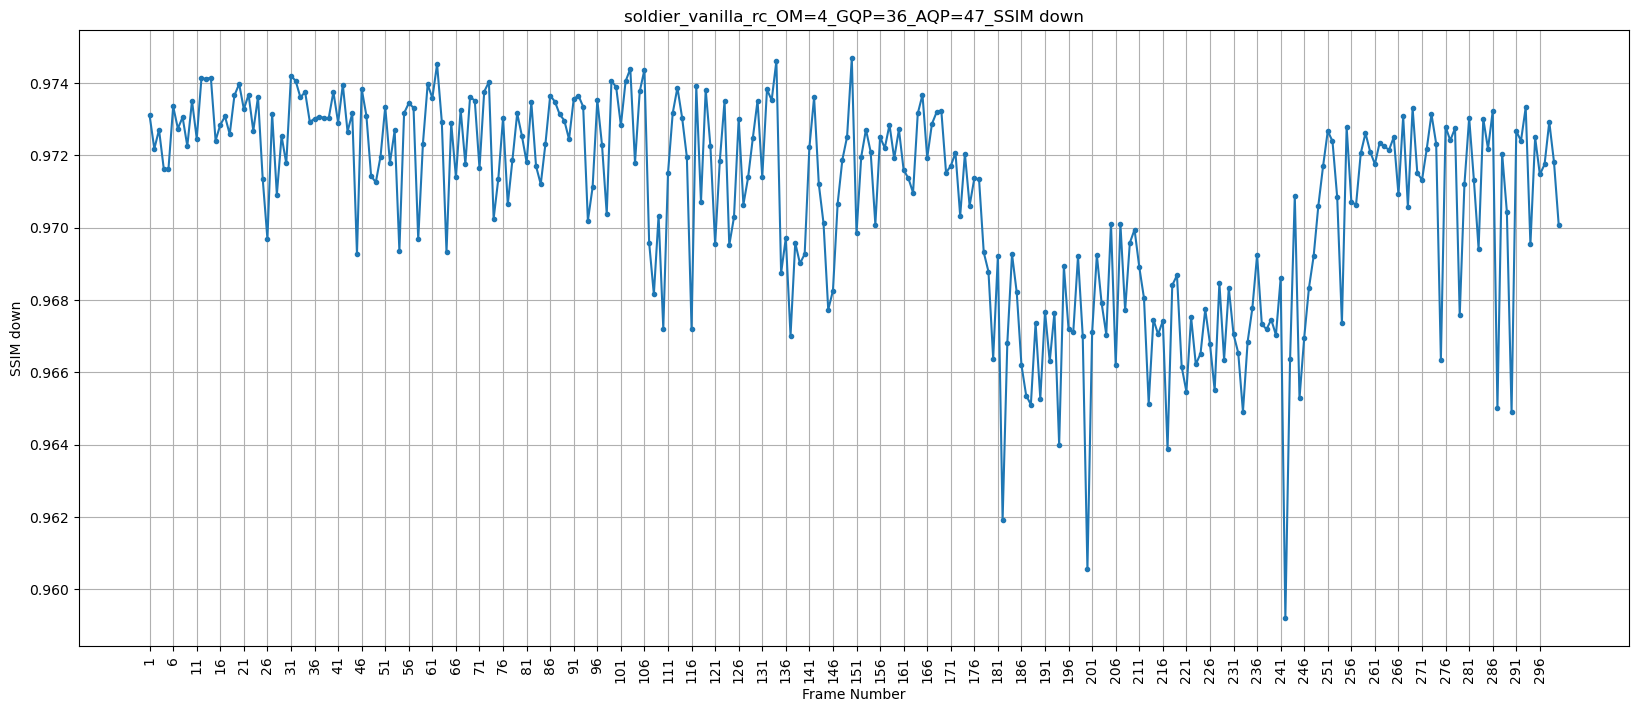 soldier_vanilla_rc_OM=4_GQP=36_AQP=47_SSIM down
0.974
0.972
0.970
0.968
0.966
0.964
0.962
0.960
SSIM down
1 6 11 16 21 26 31 36 41 46 51 56 61 66 71 76 81 86 91 96 101 106 111 116 121 126 131 136 141 146 151 156 161 166 171 176 181 186 191 196 201 206 211 216 221 226 231 236 241 246 251 256 261 266 271 276 281 286 291 296
Frame Number